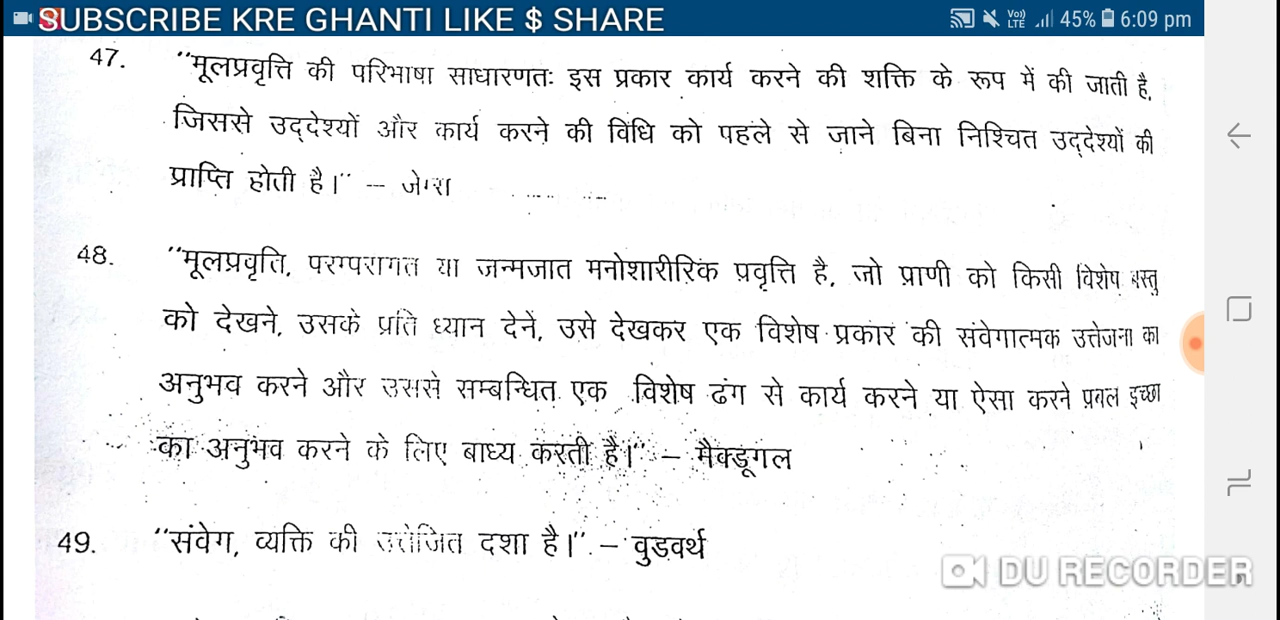 SUBSCRIBE KRE GHANTI LIKE $ SHARE
VoD) LTE 45% 6:09 pm
47. ''मूलप्रवृत्ति की परिभाषा साधारणतः इस प्रकार कार्य करने की शक्ति के रूप में की जाती है,
जिससे उद्देश्यों और कार्य करने की विधि को पहले से जाने बिना निश्चित उद्देश्यों की
प्राप्ति होती है।'' –
48. ''मूलप्रवृति, परम्परागत या जन्मजात मनोशारीरिक प्रवृत्ति है, जो प्राणी को किसी विशेष वस्तु
को देखने, उसके प्रति ध्यान देनें, उसे देखकर एक विशेष प्रकार की संवेगात्मक उत्तेजना का
अनुभव करने और उससे सम्बन्धित एक विशेष ढंग से कार्य करने या ऐसा करने प्रबल इच्छा
का अनुभव करने के लिए बाध्य करती है।'' – मैक्डूगल
49. ''संवेग, व्यक्ति की उत्तेजित दशा है।'' – वुडवर्थ
DU RECORDER